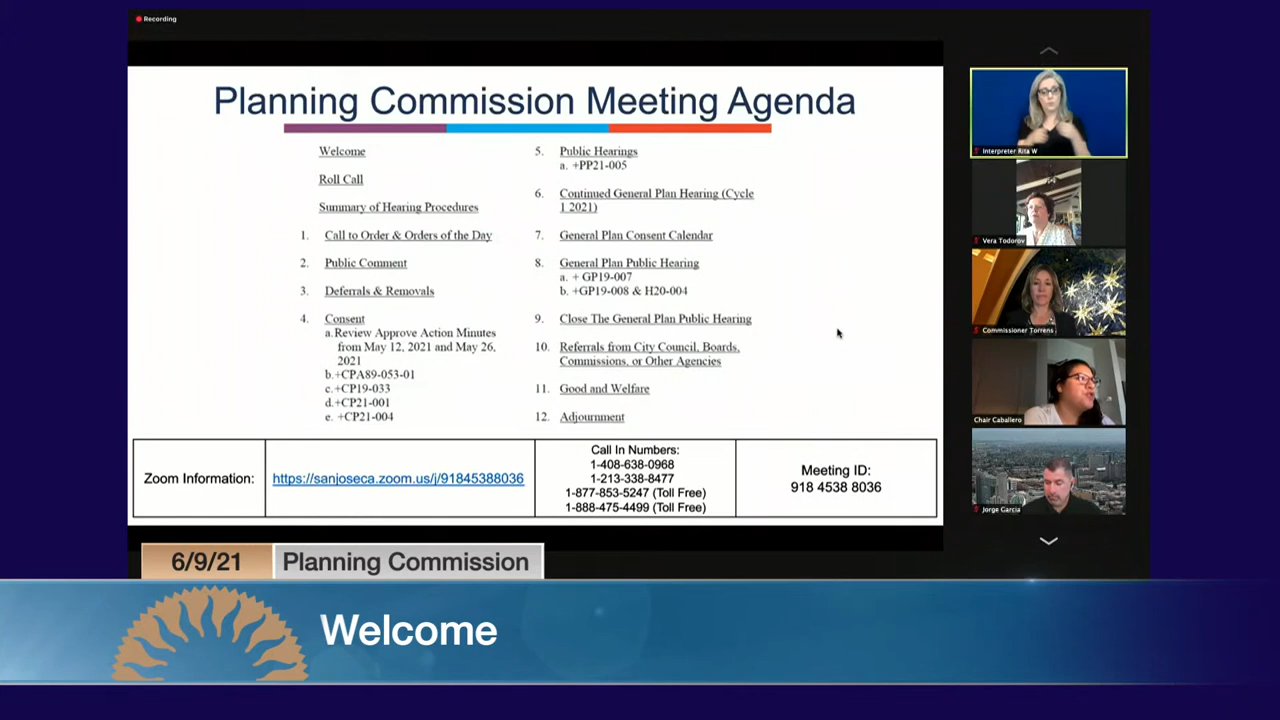 Recording
Planning Commission Meeting Agenda
Welcome
Roll Call
Summary of Hearing Procedures
1. Call to Order & Orders of the Day
2. Public Comment
3. Deferrals & Removals
4. Consent
a.Review Approve Action Minutes
from May 12, 2021 and May 26,
2021
b.+CPA89-053-01
c.+CP19-033
d.+CP21-001
e. +CP21-004
5. Public Hearings
a. +PP21-005
6. Continued General Plan Hearing (Cycle
1 2021)
7. General Plan Consent Calendar
8. General Plan Public Hearing
a. + GP19-007
b. +GP19-008 & H20-004
9. Close The General Plan Public Hearing
10. Referrals from City Council, Boards,
Commissions, or Other Agencies
11. Good and Welfare
12. Adjournment
Zoom Information:
https://sanjoseca.zoom.us/j/91845388036
Call In Numbers:
1-408-638-0968
1-213-338-8477
1-877-853-5247 (Toll Free)
1-888-475-4499 (Toll Free)
Meeting ID:
918 4538 8036
Interpreter Rita W
Vera Todorov
Commissioner Torrens
Chair Caballero
Jorge Garcia
6/9/21
Planning Commission
Welcome